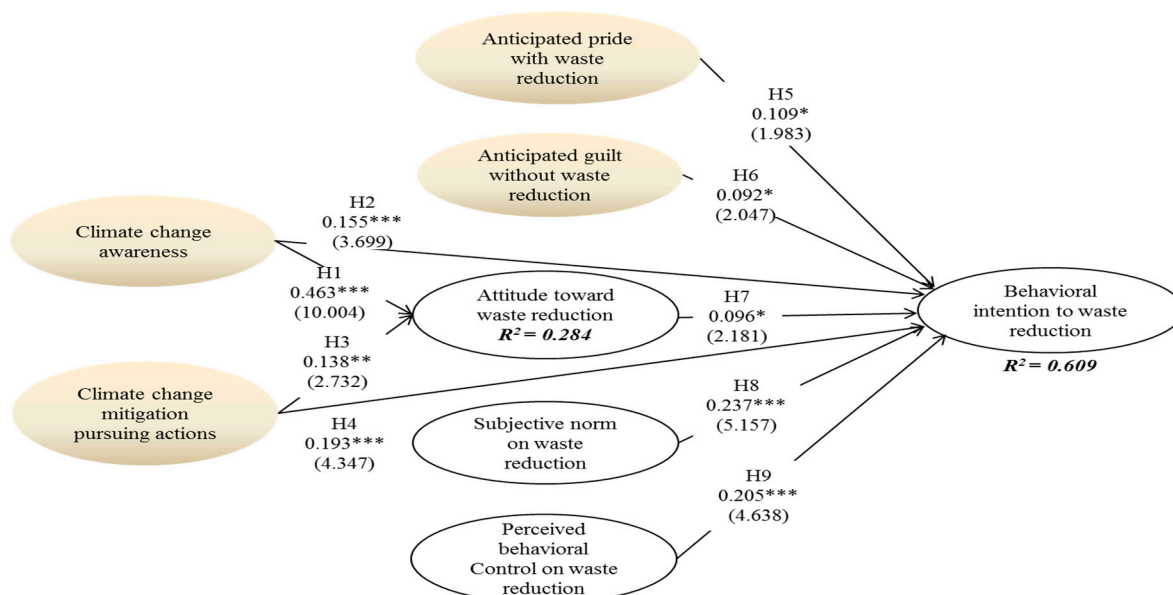 Anticipated pride
with waste
reduction
H5
0.109*
(1.983)
Anticipated guilt
without waste
reduction
H6
0.092*
(2.047)
Climate change
awareness
H2
0.155***
(3.699)
H1
0.463***
(10.004)
Attitude toward
waste reduction
R² = 0.284
H7
0.096*
(2.181)
Behavioral
intention to waste
reduction
R² = 0.609
H3
0.138**
(2.732)
Climate change
mitigation
pursuing actions
H4
0.193***
(4.347)
H8
0.237***
(5.157)
Subjective norm
on waste
reduction
H9
0.205***
(4.638)
Perceived
behavioral
Control on waste
reduction